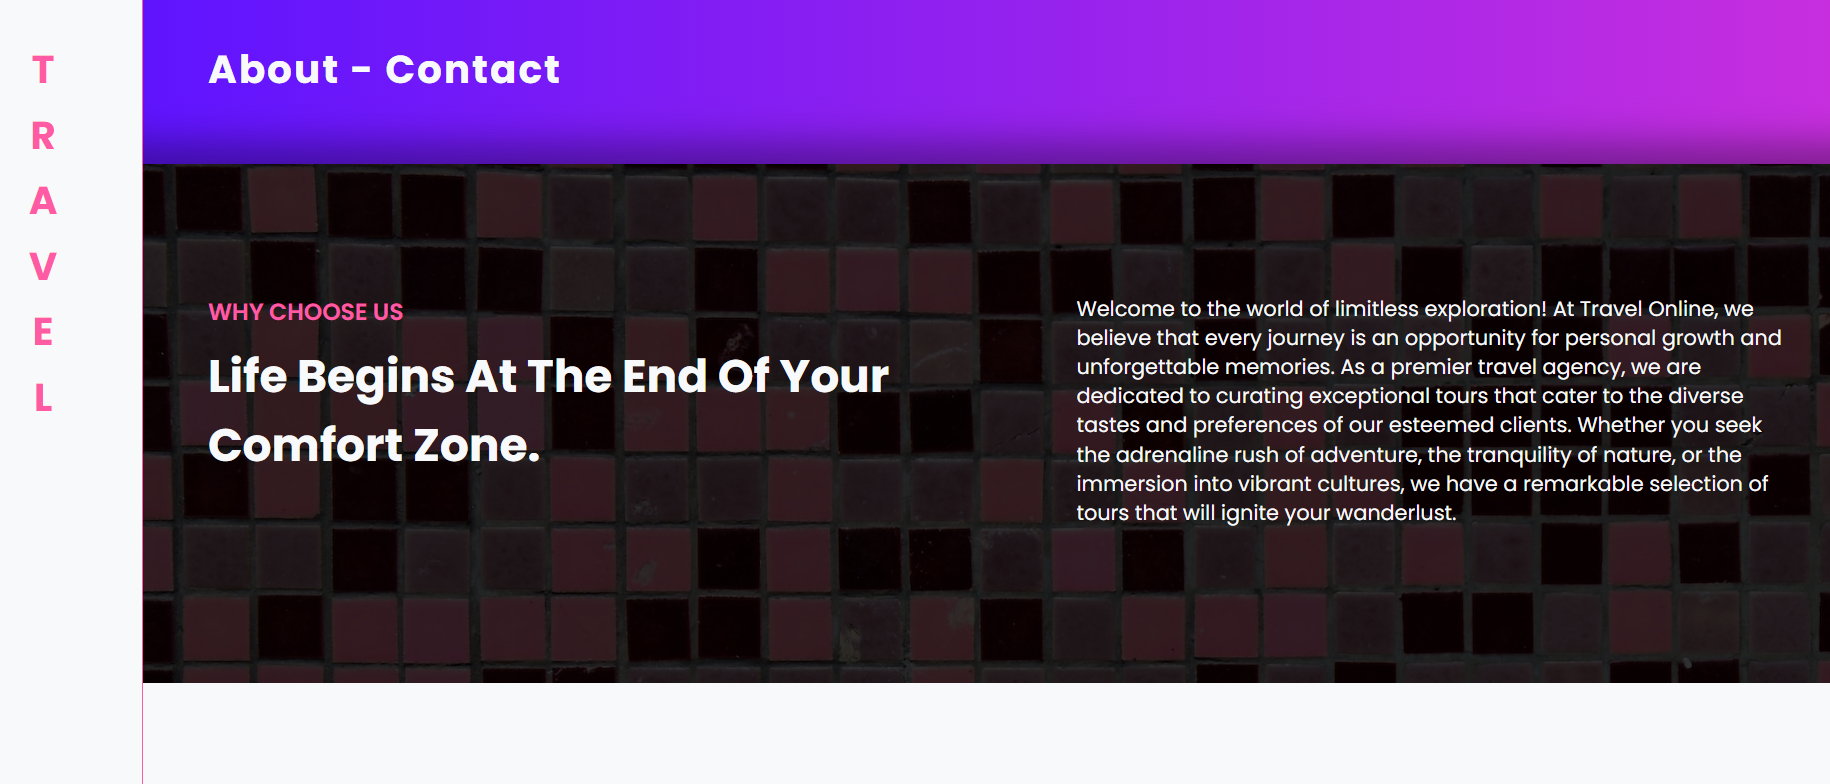 T
R
A
V
E
L
About - Contact
WHY CHOOSE US
Life Begins At The End Of Your
Comfort Zone.
Welcome to the world of limitless exploration! At Travel Online, we
believe that every journey is an opportunity for personal growth and
unforgettable memories. As a premier travel agency, we are
dedicated to curating exceptional tours that cater to the diverse
tastes and preferences of our esteemed clients. Whether you seek
the adrenaline rush of adventure, the tranquility of nature, or the
immersion into vibrant cultures, we have a remarkable selection of
tours that will ignite your wanderlust.